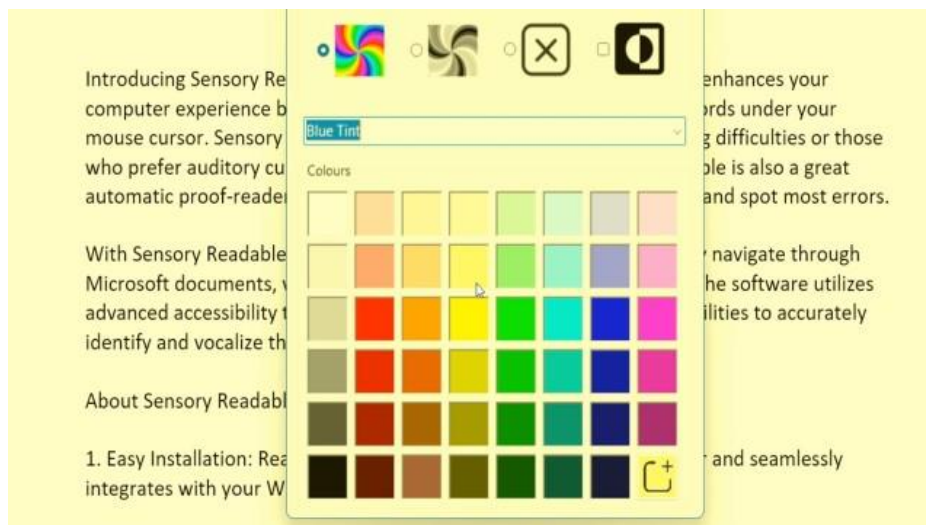 Introducing Sensory Re
enhances your
computer experience b
ords under your
mouse cursor. Sensory
g difficulties or those
who prefer auditory cu
ble is also a great
automatic proof-reader
and spot most errors.
With Sensory Readable
navigate through
Microsoft documents,
he software utilizes
advanced accessibility
ilities to accurately
identify and vocalize th
About Sensory Readabl
1. Easy Installation: Rea
and seamlessly
integrates with your W
Blue Tint
Colours